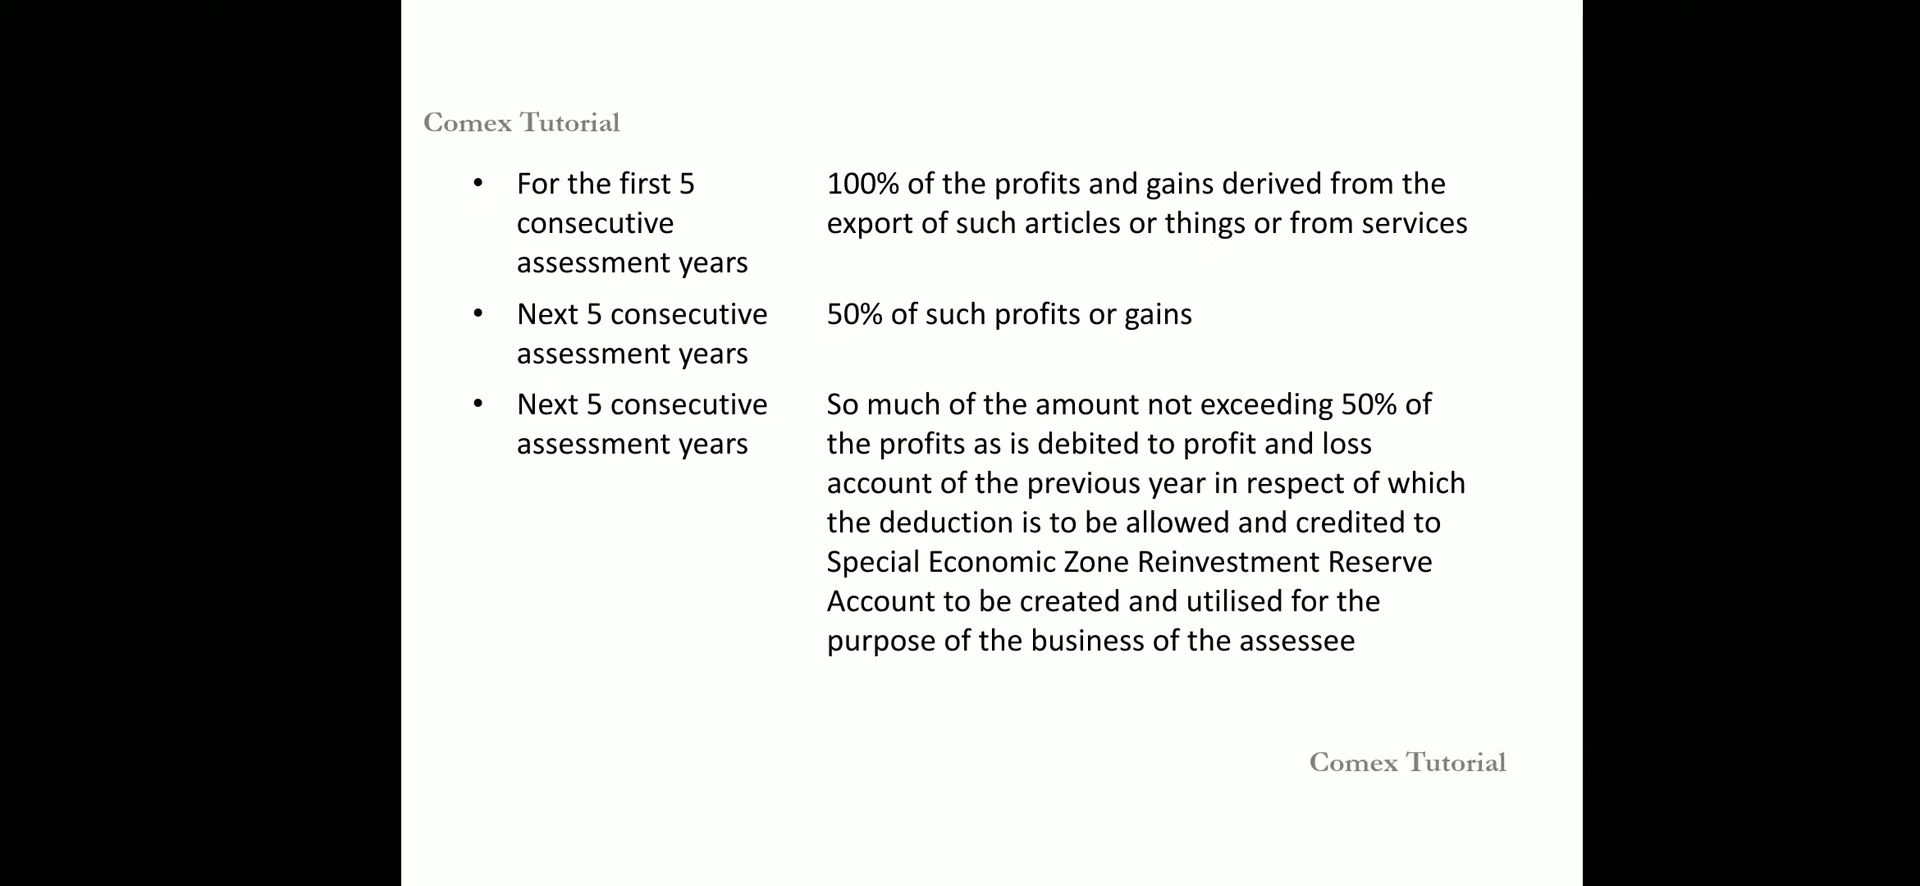 Comex Tutorial
• For the first 5 consecutive assessment years
100% of the profits and gains derived from the
export of such articles or things or from services
• Next 5 consecutive assessment years
50% of such profits or gains
• Next 5 consecutive assessment years
So much of the amount not exceeding 50% of
the profits as is debited to profit and loss
account of the previous year in respect of which
the deduction is to be allowed and credited to
Special Economic Zone Reinvestment Reserve
Account to be created and utilised for the
purpose of the business of the assessee
Comex Tutorial